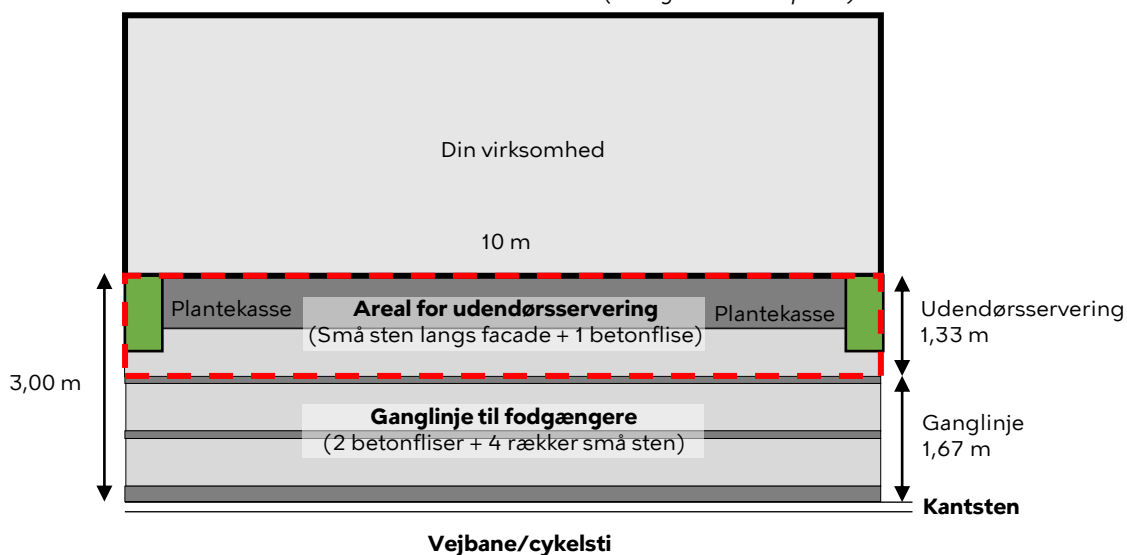 Din virksomhed
10 m
Plantekasse
Areal for udendørsservering
(Små sten langs facade + 1 betonflise)
Plantekasse
Udendørsservering
1,33 m
3,00 m
Ganglinje til fodgængere
(2 betonfliser + 4 rækker små sten)
Ganglinje
1,67 m
Kantsten
Vejbane/cykelsti